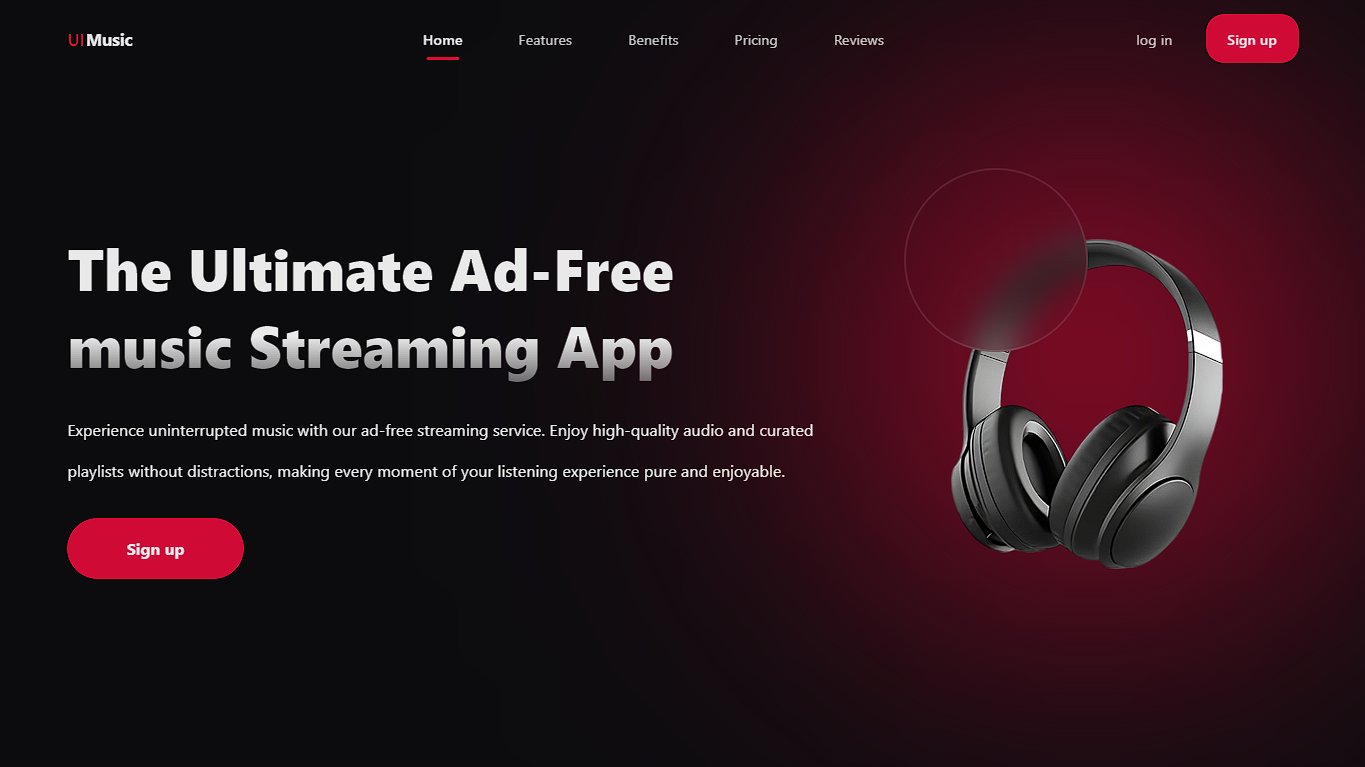 UIMusic
Home Features Benefits Pricing Reviews
log in
Sign up
The Ultimate Ad-Free
music Streaming App
Experience uninterrupted music with our ad-free streaming service. Enjoy high-quality audio and curated
playlists without distractions, making every moment of your listening experience pure and enjoyable.
Sign up